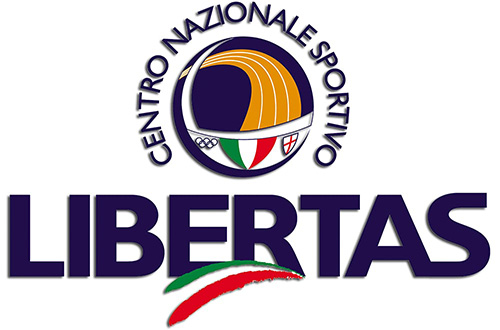 CENTRO NAZIONALE SPORTIVO
LIBERTAS